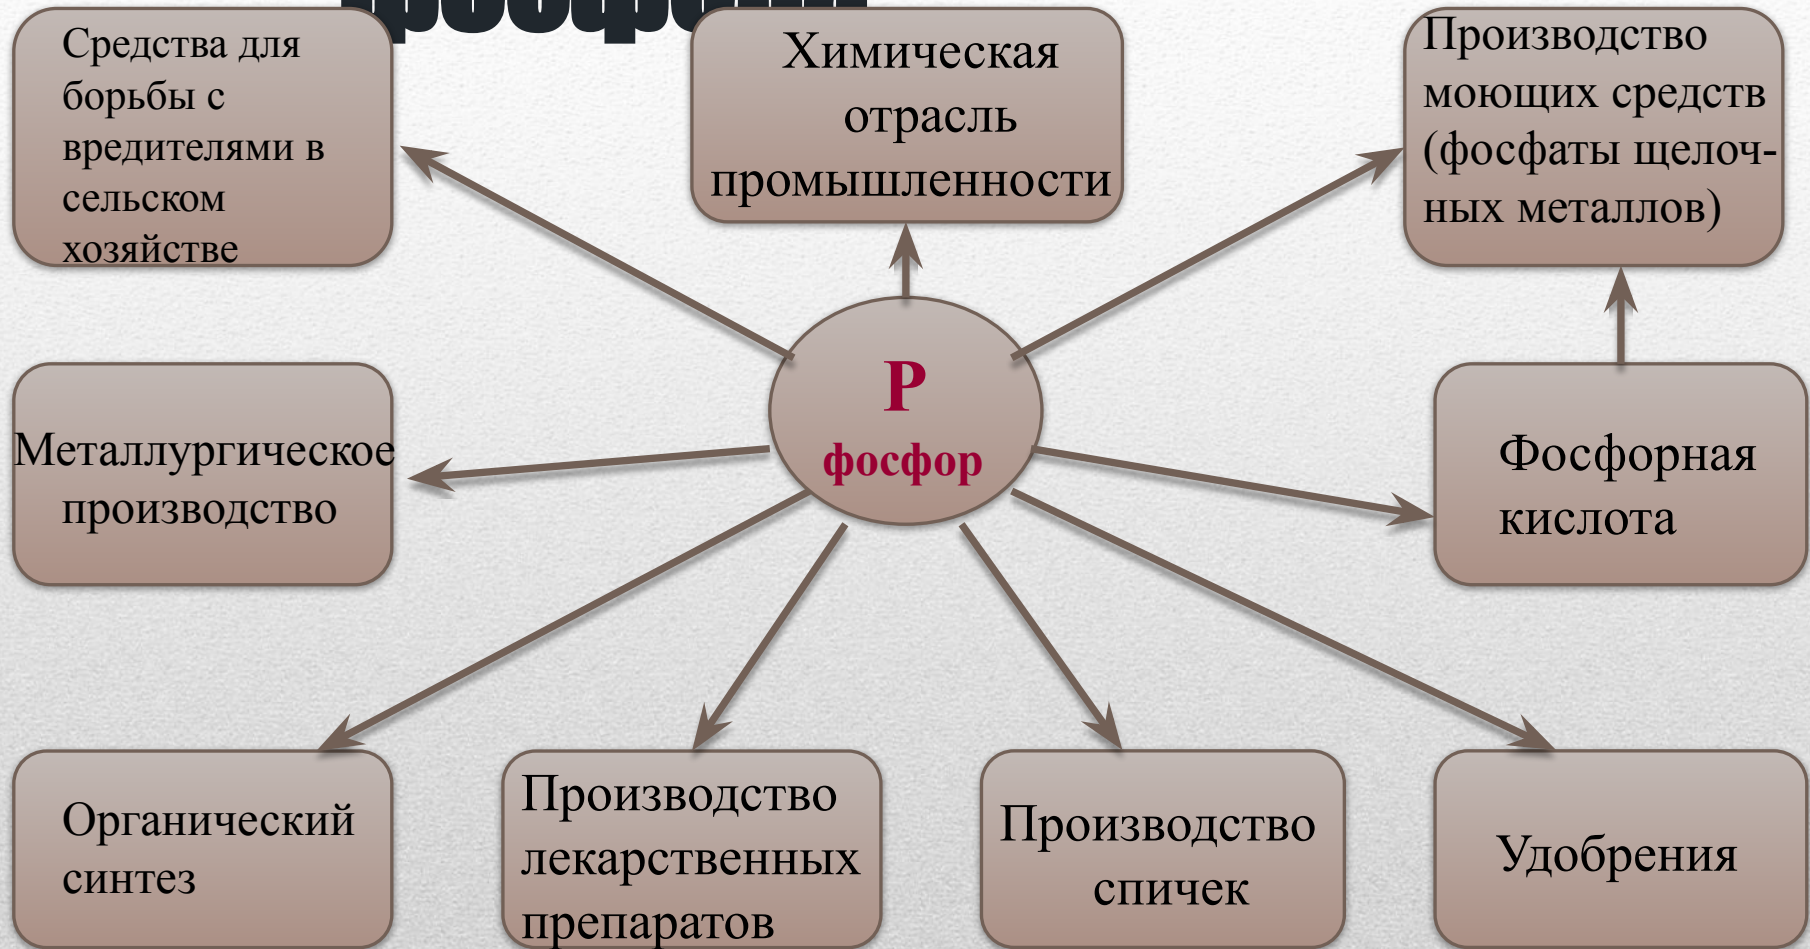 Средства для
борьбы с
вредителями в
сельском
хозяйстве
Химическая
отрасль
промышленности
Производство
моющих средств
(фосфаты щелоч-
ных металлов)
P
фосфор
Металлургическое
производство
Фосфорная
кислота
Органический
синтез
Производство
лекарственных
препаратов
Производство
спичек
Удобрения